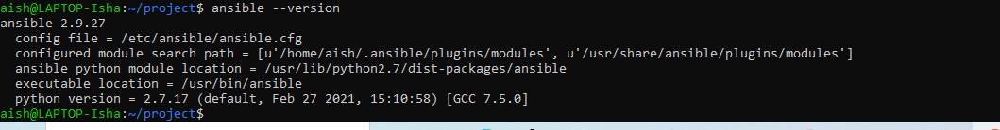 aish@LAPTOP-Isha:~/project$ ansible --version
ansible 2.9.27
  config file = /etc/ansible/ansible.cfg
  configured module search path = [u'/home/aish/.ansible/plugins/modules', u'/usr/share/ansible/plugins/modules']
  ansible python module location = /usr/lib/python2.7/dist-packages/ansible
  executable location = /usr/bin/ansible
  python version = 2.7.17 (default, Feb 27 2021, 15:10:58) [GCC 7.5.0]
aish@LAPTOP-Isha:~/project$